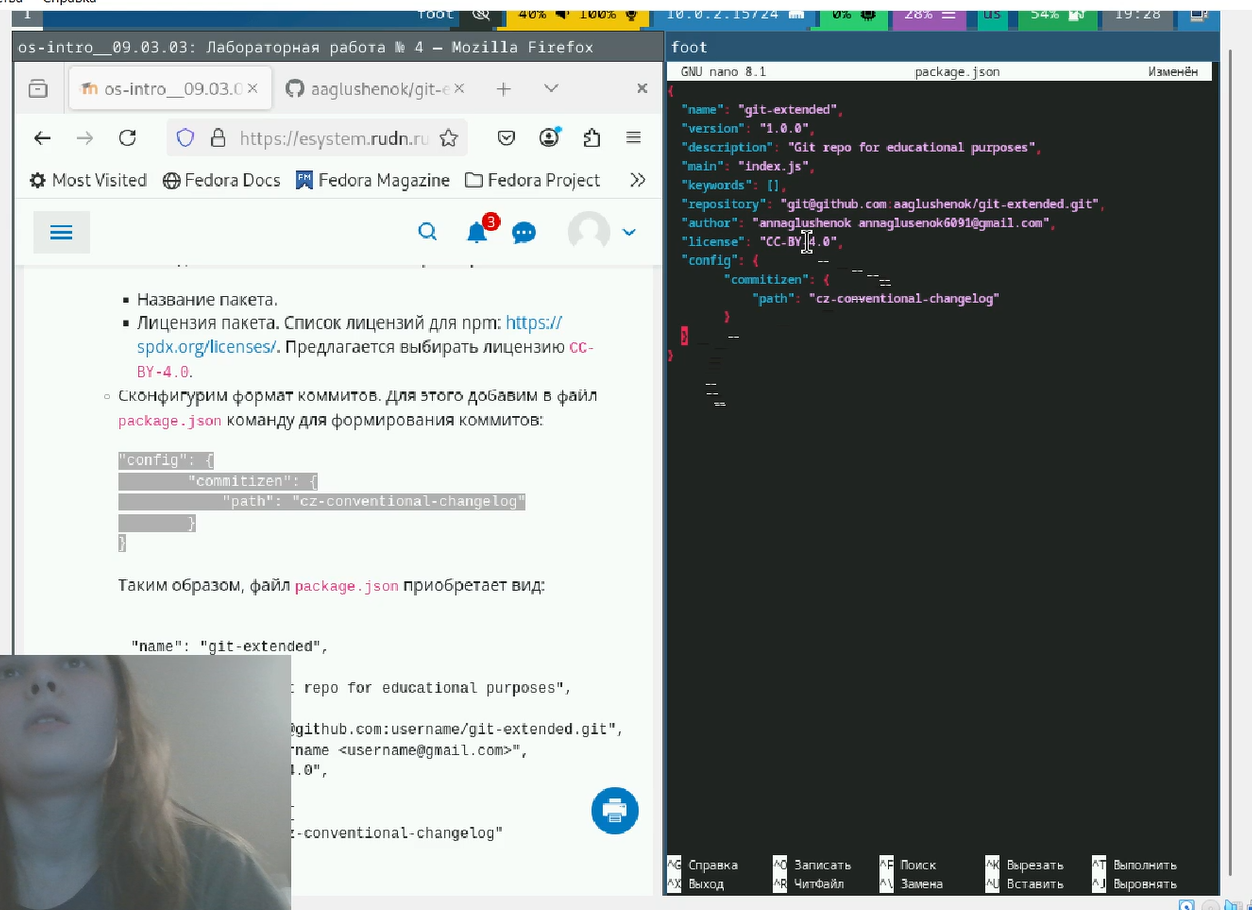 Справка
1
foot
40%
100%
10.0.2.15/24
0%
28%
us
54%
19:28
os-intro__09.03.03: Лабораторная работа № 4 — Mozilla Firefox
os-intro__09.03.0
aaglushenok/git-e
https://esystem.rudn.ru
Most Visited
Fedora Docs
Fedora Magazine
Fedora Project
3
▪ Название пакета.
▪ Лицензия пакета. Список лицензий для npm: https://
spdx.org/licenses/. Предлагается выбирать лицензию CC-
BY-4.0.
○ Сконфигурим формат коммитов. Для этого добавим в файл
package.json команду для формирования коммитов:
"config": {
"commitizen": {
"path": "cz-conventional-changelog"
}
}
Таким образом, файл package.json приобретает вид:
"name": "git-extended",
repo for educational purposes",
@github.com:username/git-extended.git",
<username@gmail.com>",
4.0",
-conventional-changelog"
foot
GNU nano 8.1 package.json Изменён
{
"name": "git-extended",
"version": "1.0.0",
"description": "Git repo for educational purposes",
"main": "index.js",
"keywords": [],
"repository": "git@github.com:aaglushenok/git-extended.git",
"author": "annaglushenok annaglusenok6091@gmail.com",
"license": "CC-BY-4.0",
"config": {
"commitizen": {
"path": "cz-conventional-changelog"
}
}
}
^G Справка ^O Записать ^F Поиск ^K Вырезать ^T Выполнить
^X Выход ^R ЧитФайл ^\ Замена ^U Вставить ^J Выровнять